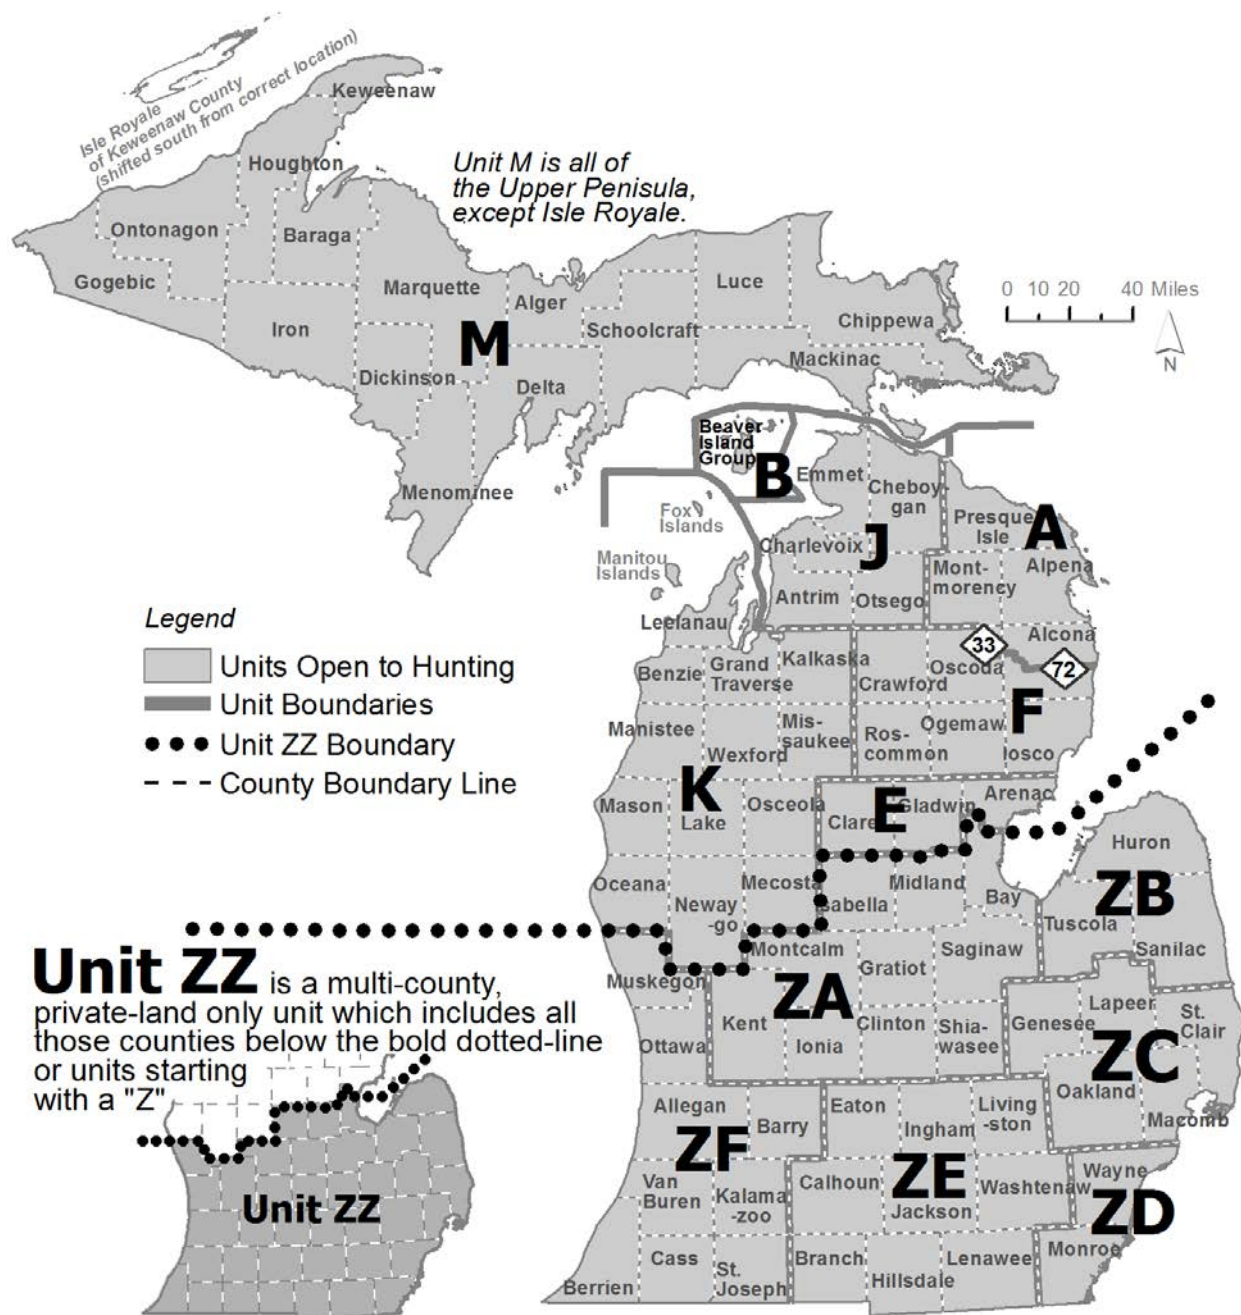 Isle Royale
of Keweenaw County
(shifted south from correct location)
Keweenaw
Houghton
Unit M is all of
the Upper Penisula,
except Isle Royale.
Ontonagon
Baraga
Gogebic
Marquette
Alger
Luce
0 10 20 40 Miles
Iron
M
Schoolcraft
Chippewa
Mackinac
N
Dickinson
Delta
Menominee
Beaver
Island
Group
B
Emmet
Cheboy-
gan
Fox
Islands
Presque
Isle
A
Manitou
Islands
Charlevoix
J
Mont-
morency
Alpena
Antrim
Otsego
Legend
Units Open to Hunting
Unit Boundaries
Unit ZZ Boundary
County Boundary Line
Leelanau
Alcona
33
72
Benzie
Grand
Traverse
Kalkaska
Crawford
Oscoda
F
Manistee
Wexford
Mis-
saukee
Ros-
common
Ogemaw
Iosco
K
Mason
Lake
Osceola
Clare
E
Gladwin
Arenac
Huron
Oceana
Neway
-go
Mecosta
Isabella
Midland
Bay
ZB
Tuscola
Sanilac
Unit ZZ is a multi-county,
private-land only unit which includes all
those counties below the bold dotted-line
or units starting
with a "Z"
Unit ZZ
Muskegon
Montcalm
Gratiot
Saginaw
ZA
Kent
Ionia
Clinton
Shia-
wasee
Genesee
Lapeer
St.
Clair
ZC
Ottawa
Oakland
Macomb
Allegan
Barry
Eaton
Ingham
Living
-ston
ZF
Van
Buren
Kalama
-zoo
Calhoun
ZE
Jackson
Washtenaw
Wayne
ZD
Cass
St.
Joseph
Branch
Hillsdale
Lenawee
Monroe
Berrien